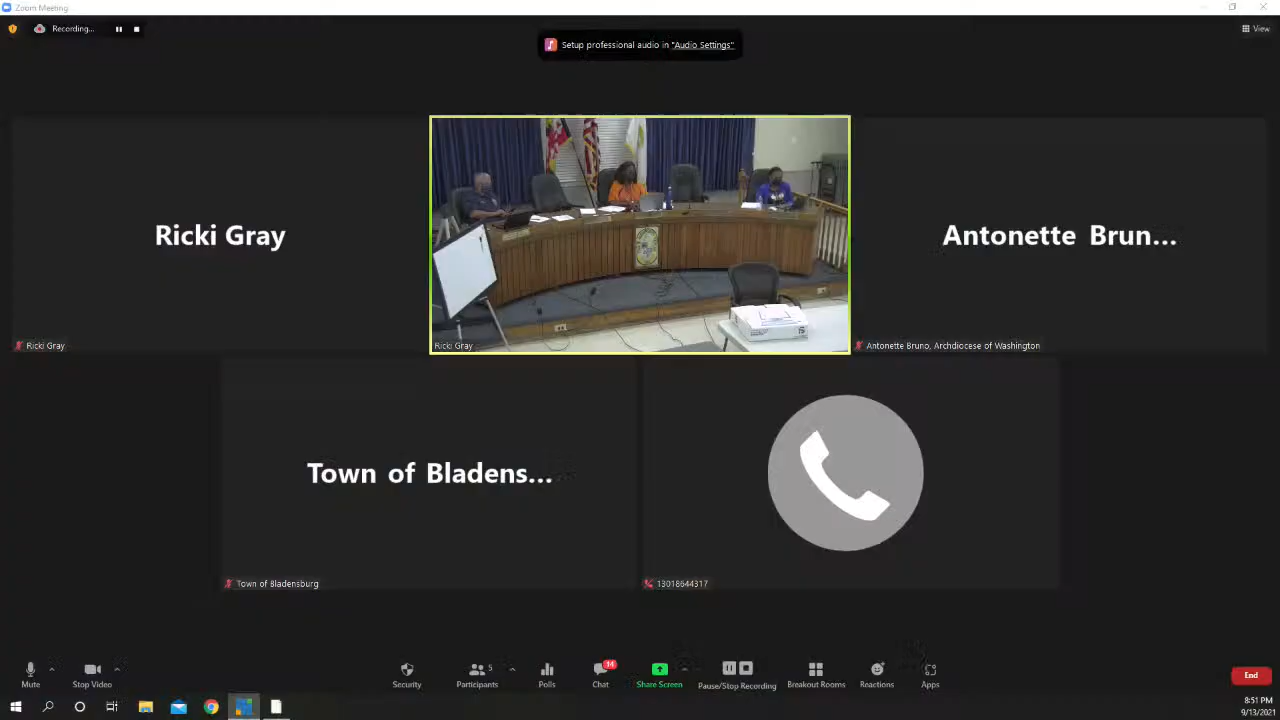 Zoom Meeting
Recording...
Setup professional audio in "Audio Settings"
View
Ricki Gray
Antonette Brun...
Ricki Gray
Ricki Gray
Antonette Bruno, Archdiocese of Washington
Town of Bladens...
Town of Bladensburg
13018644317
Mute
Stop Video
Security
5
Participants
Polls
14
Chat
Share Screen
Pause/Stop Recording
Breakout Rooms
Reactions
Apps
End
8:51 PM
9/13/2021